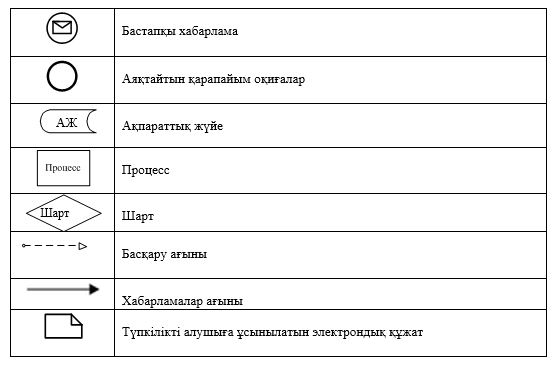 Бастапқы хабарлама
Аяқтайтын қарапайым оқиғалар
АЖ
Ақпараттық жүйе
Процесс
Процесс
Шарт
Шарт
Басқару ағыны
Хабарламалар ағыны
Түпкілікті алушыға ұсынылатын электрондық құжат